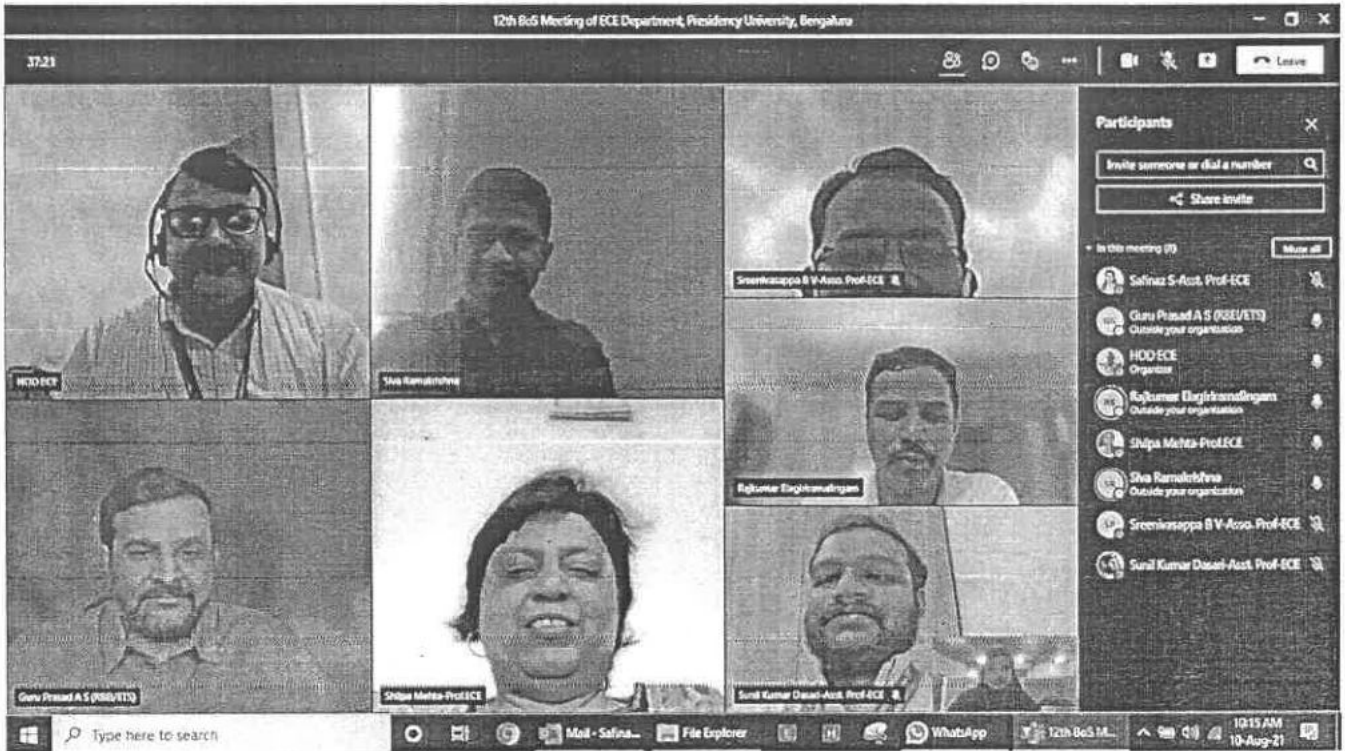 12th BoS Meeting of ECE Department, Presidency University, Bengaluru
37:21
Leave
HOD ECE
Siva Ramakrishna
Sreenivasappa B V-Asso. Prof-ECE
Rajkumar Elagiriramalingam
Guru Prasad A S (RBEI/ETS)
Shilpa Mehta-Prof.ECE
Sunil Kumar Dasari-Asst. Prof-ECE
Participants
Invite someone or dial a number
Share invite
In this meeting (8)
Mute all
Safinaz S-Asst. Prof-ECE
Guru Prasad A S (RBEI/ETS)
Outside your organisation
HOD ECE
Organizer
Rajkumar Elagiriramalingam
Outside your organisation
Shilpa Mehta-Prof.ECE
Siva Ramakrishna
Outside your organization
Sreenivasappa B V-Asso. Prof-ECE
Sunil Kumar Dasari-Asst. Prof-ECE
Type here to search
Mail - Safina...
File Explorer
WhatsApp
12th BoS M...
10:15 AM
10-Aug-21